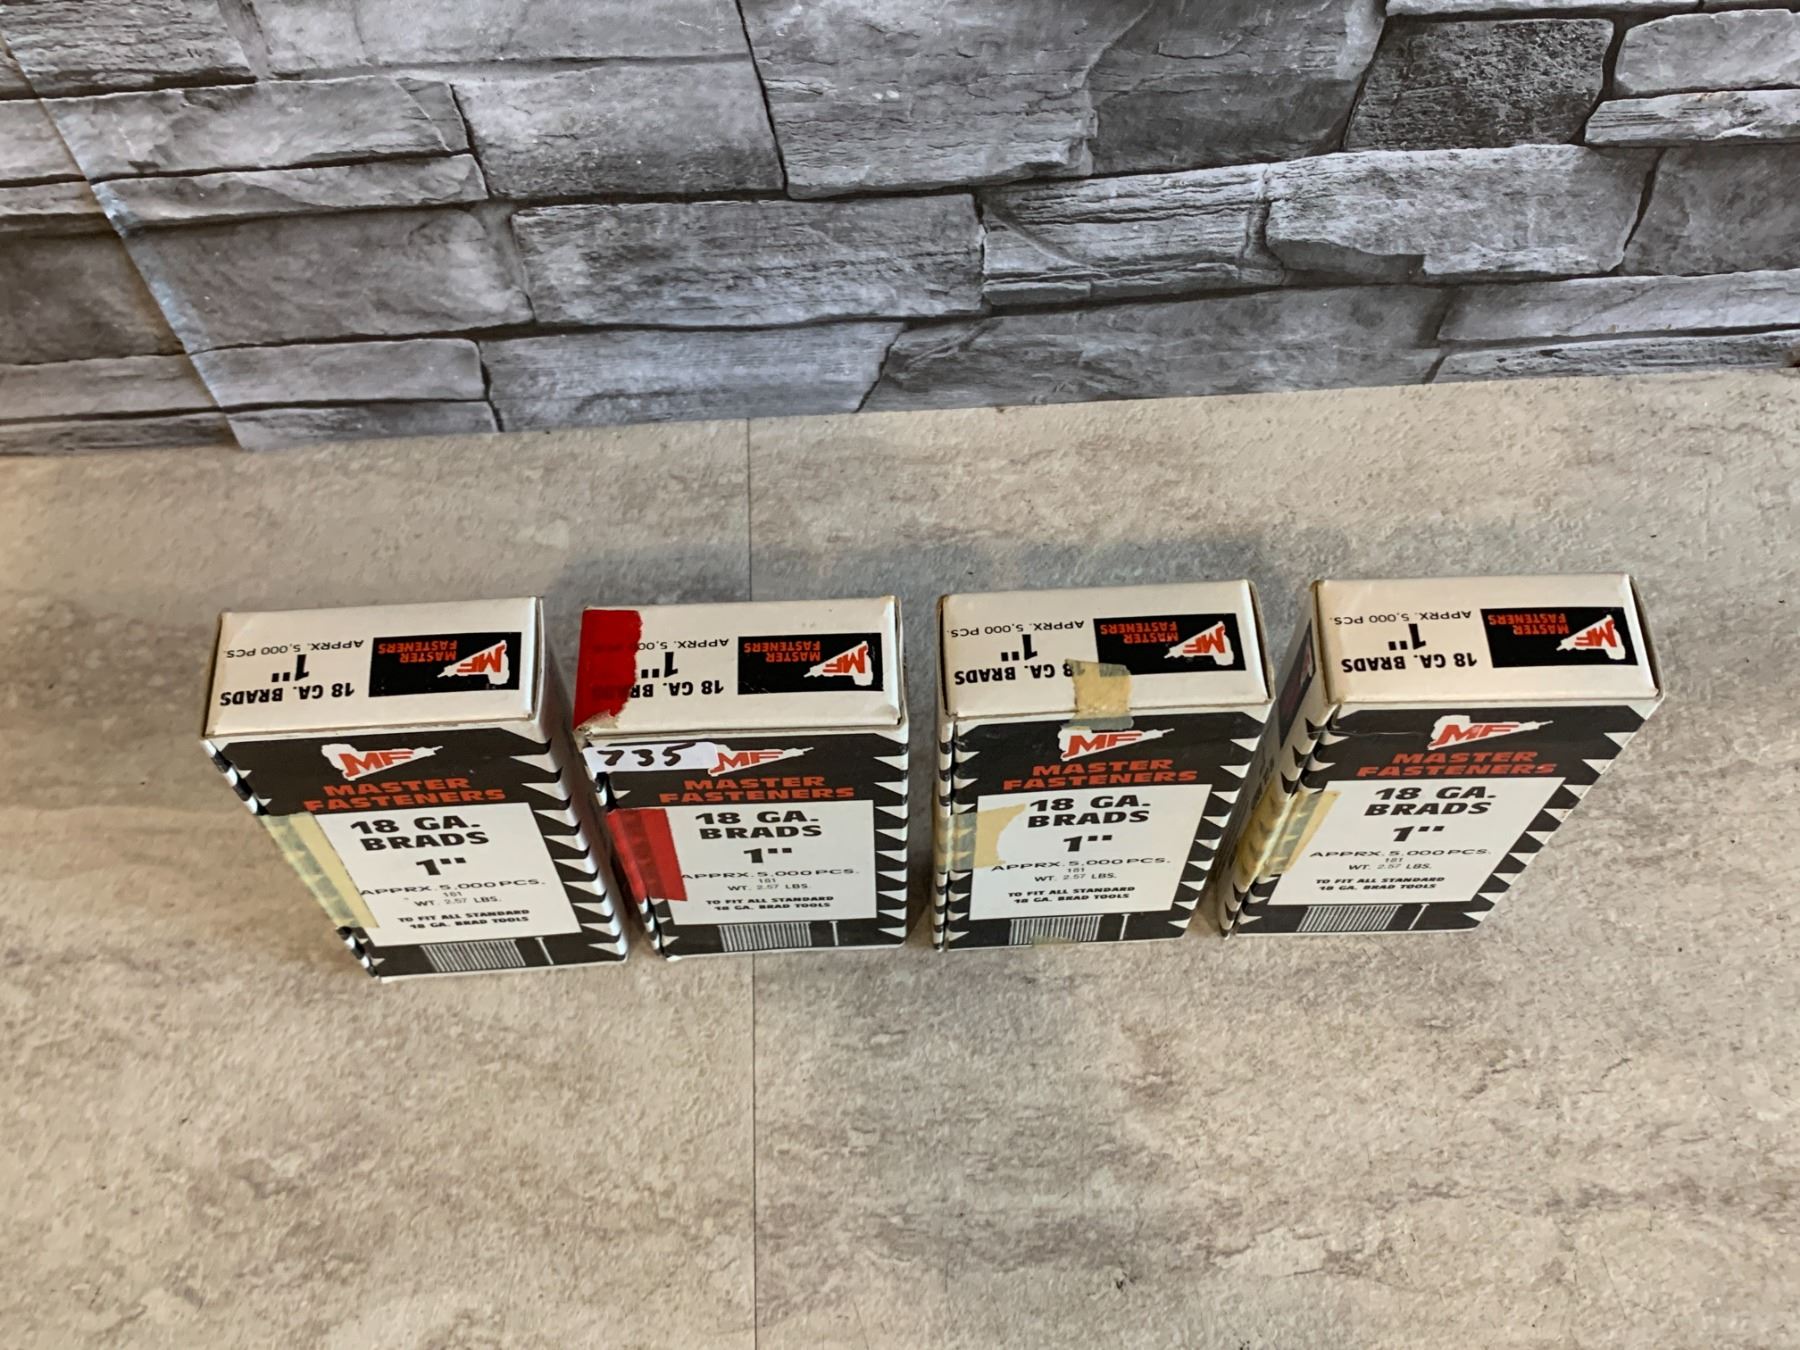 18 GA. BRADS
1"
APPRX. 5,000 PCS.
MF
MASTER
FASTENERS
MF
MASTER
FASTENERS
18 GA.
BRADS
1"
APPRX. 5,000 PCS.
181
WT. 2.57 LBS.
TO FIT ALL STANDARD
18 GA. BRAD TOOLS
18 GA. BR
1"
APPRX. 5,000 PCS.
MF
MASTER
FASTENERS
735
MF
MASTER
FASTENERS
18 GA.
BRADS
1"
APPRX. 5,000 PCS.
181
WT. 2.57 LBS.
TO FIT ALL STANDARD
18 GA. BRAD TOOLS
18 GA. BRADS
1"
APPRX. 5,000 PCS.
MF
MASTER
FASTENERS
MF
MASTER
FASTENERS
18 GA.
BRADS
1"
APPRX. 5,000 PCS.
181
WT. 2.57 LBS.
TO FIT ALL STANDARD
18 GA. BRAD TOOLS
18 GA. BRADS
1"
APPRX. 5,000 PCS.
MF
MASTER
FASTENERS
MF
MASTER
FASTENERS
18 GA.
BRADS
1"
APPRX. 5,000 PCS.
181
WT. 2.57 LBS.
TO FIT ALL STANDARD
18 GA. BRAD TOOLS